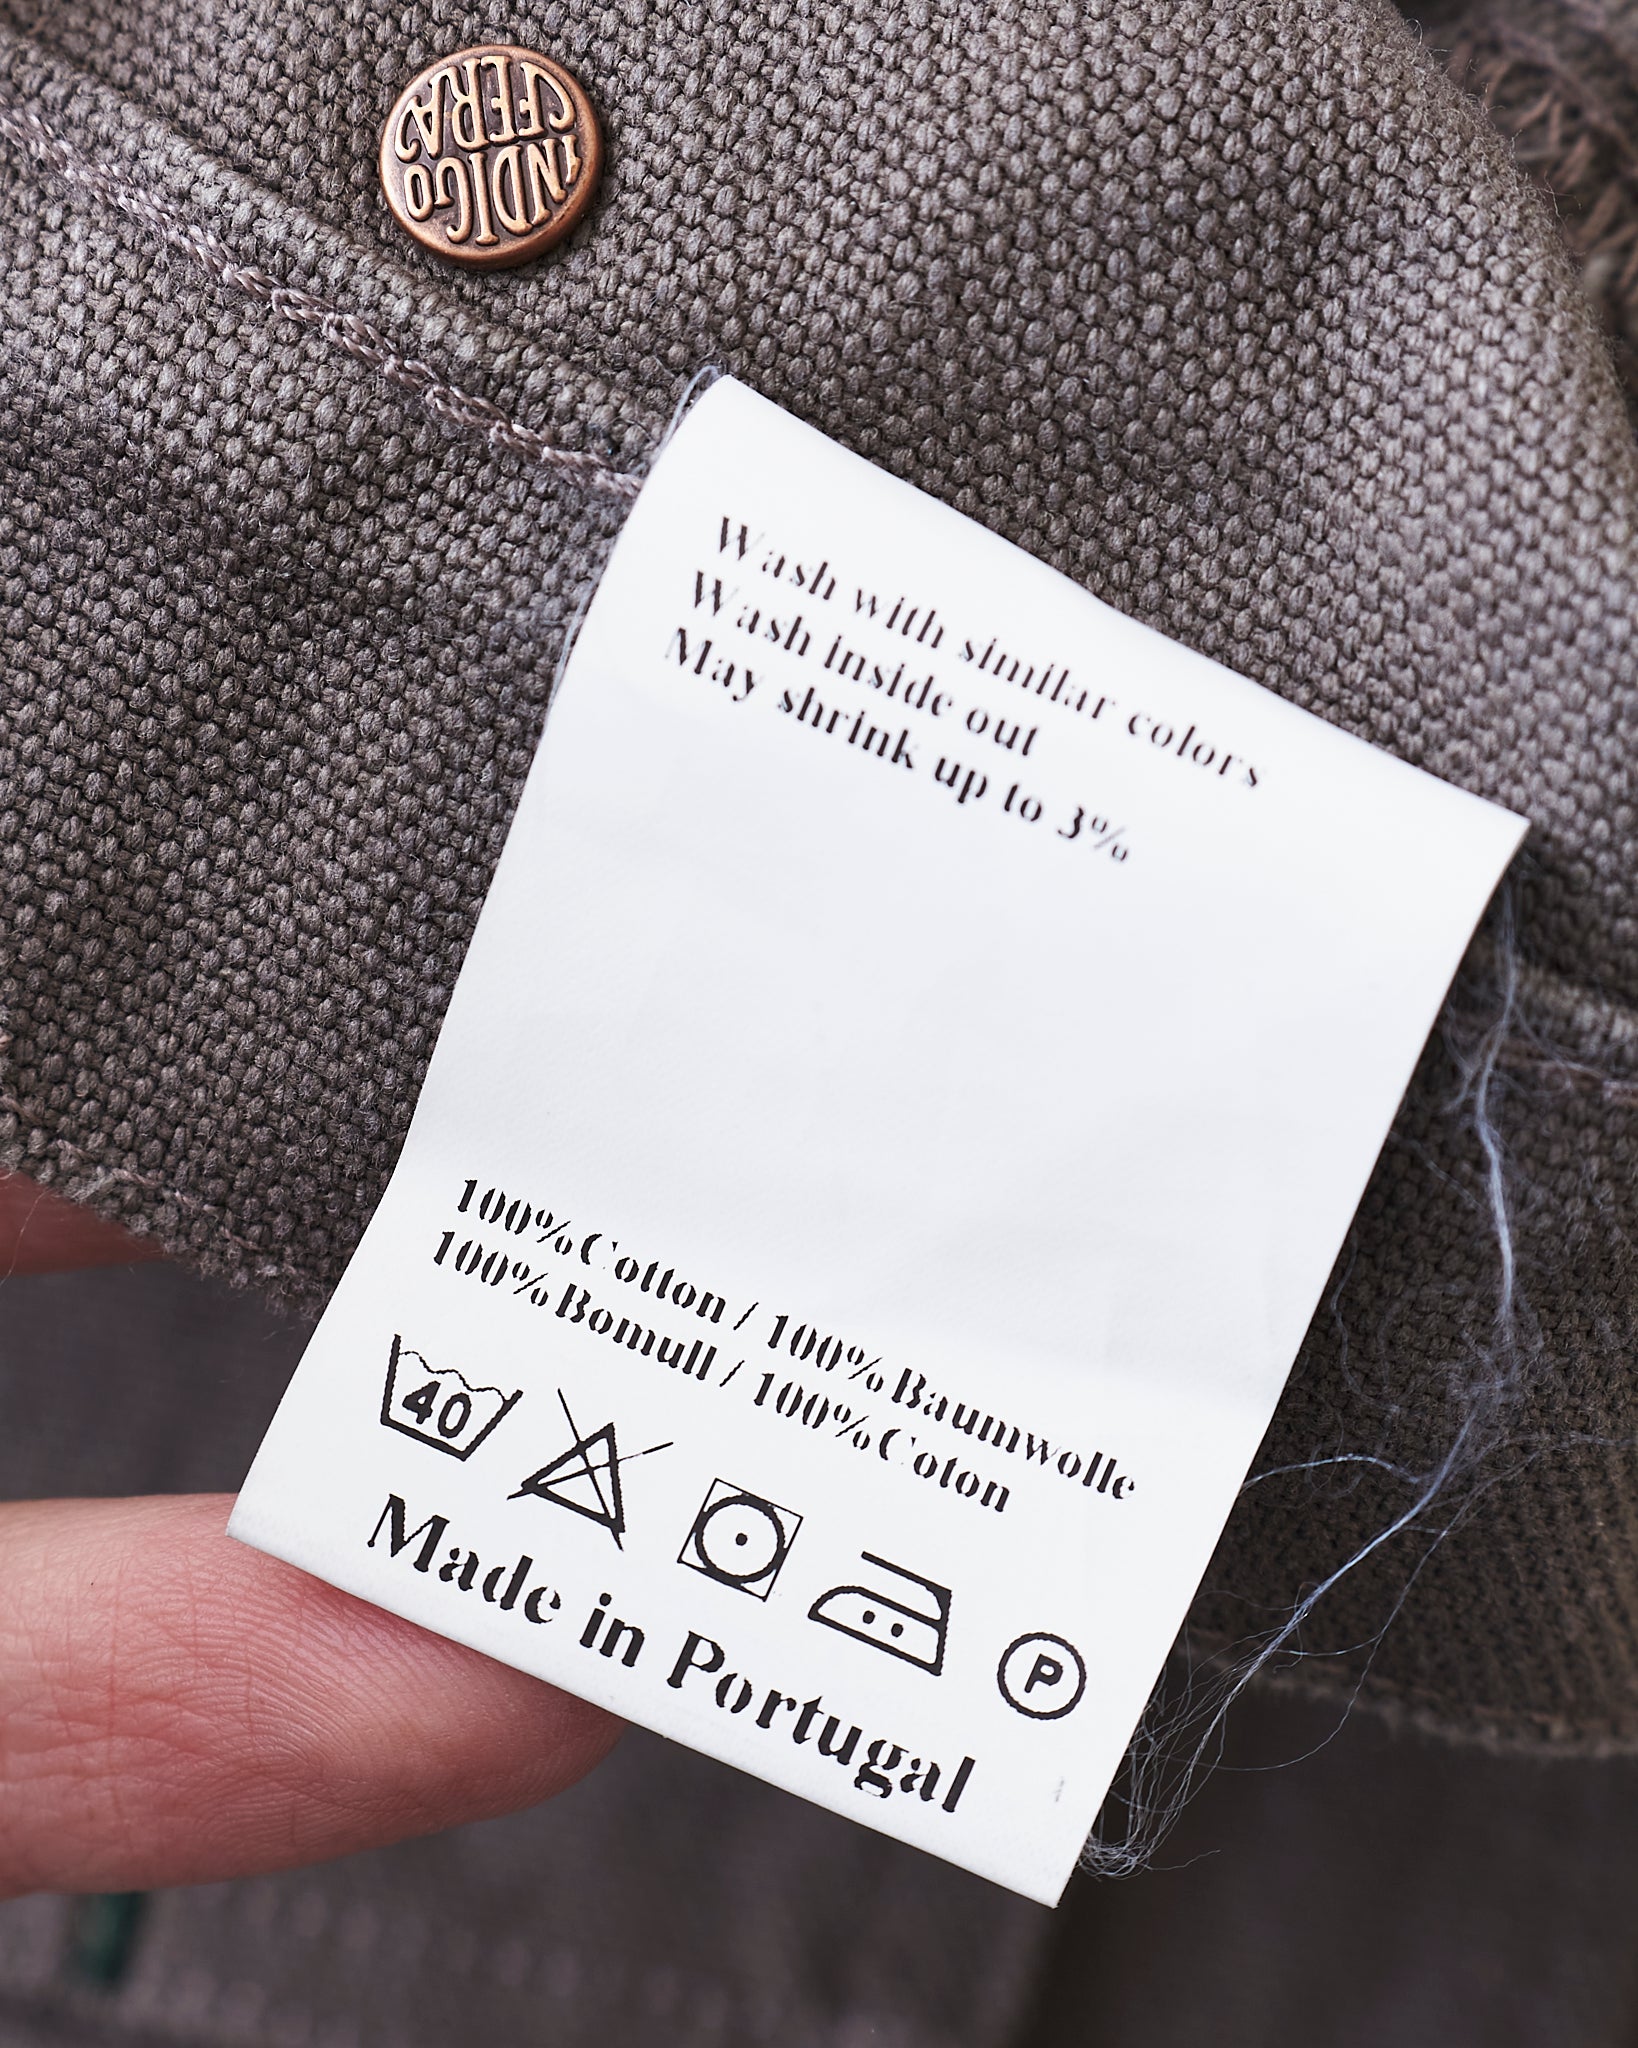 INDIGO
FERA
Wash with similar colors
Wash inside out
May shrink up to 3%
100% Cotton / 100% Baumwolle
100% Bomull / 100% Coton
40
P
Made in Portugal